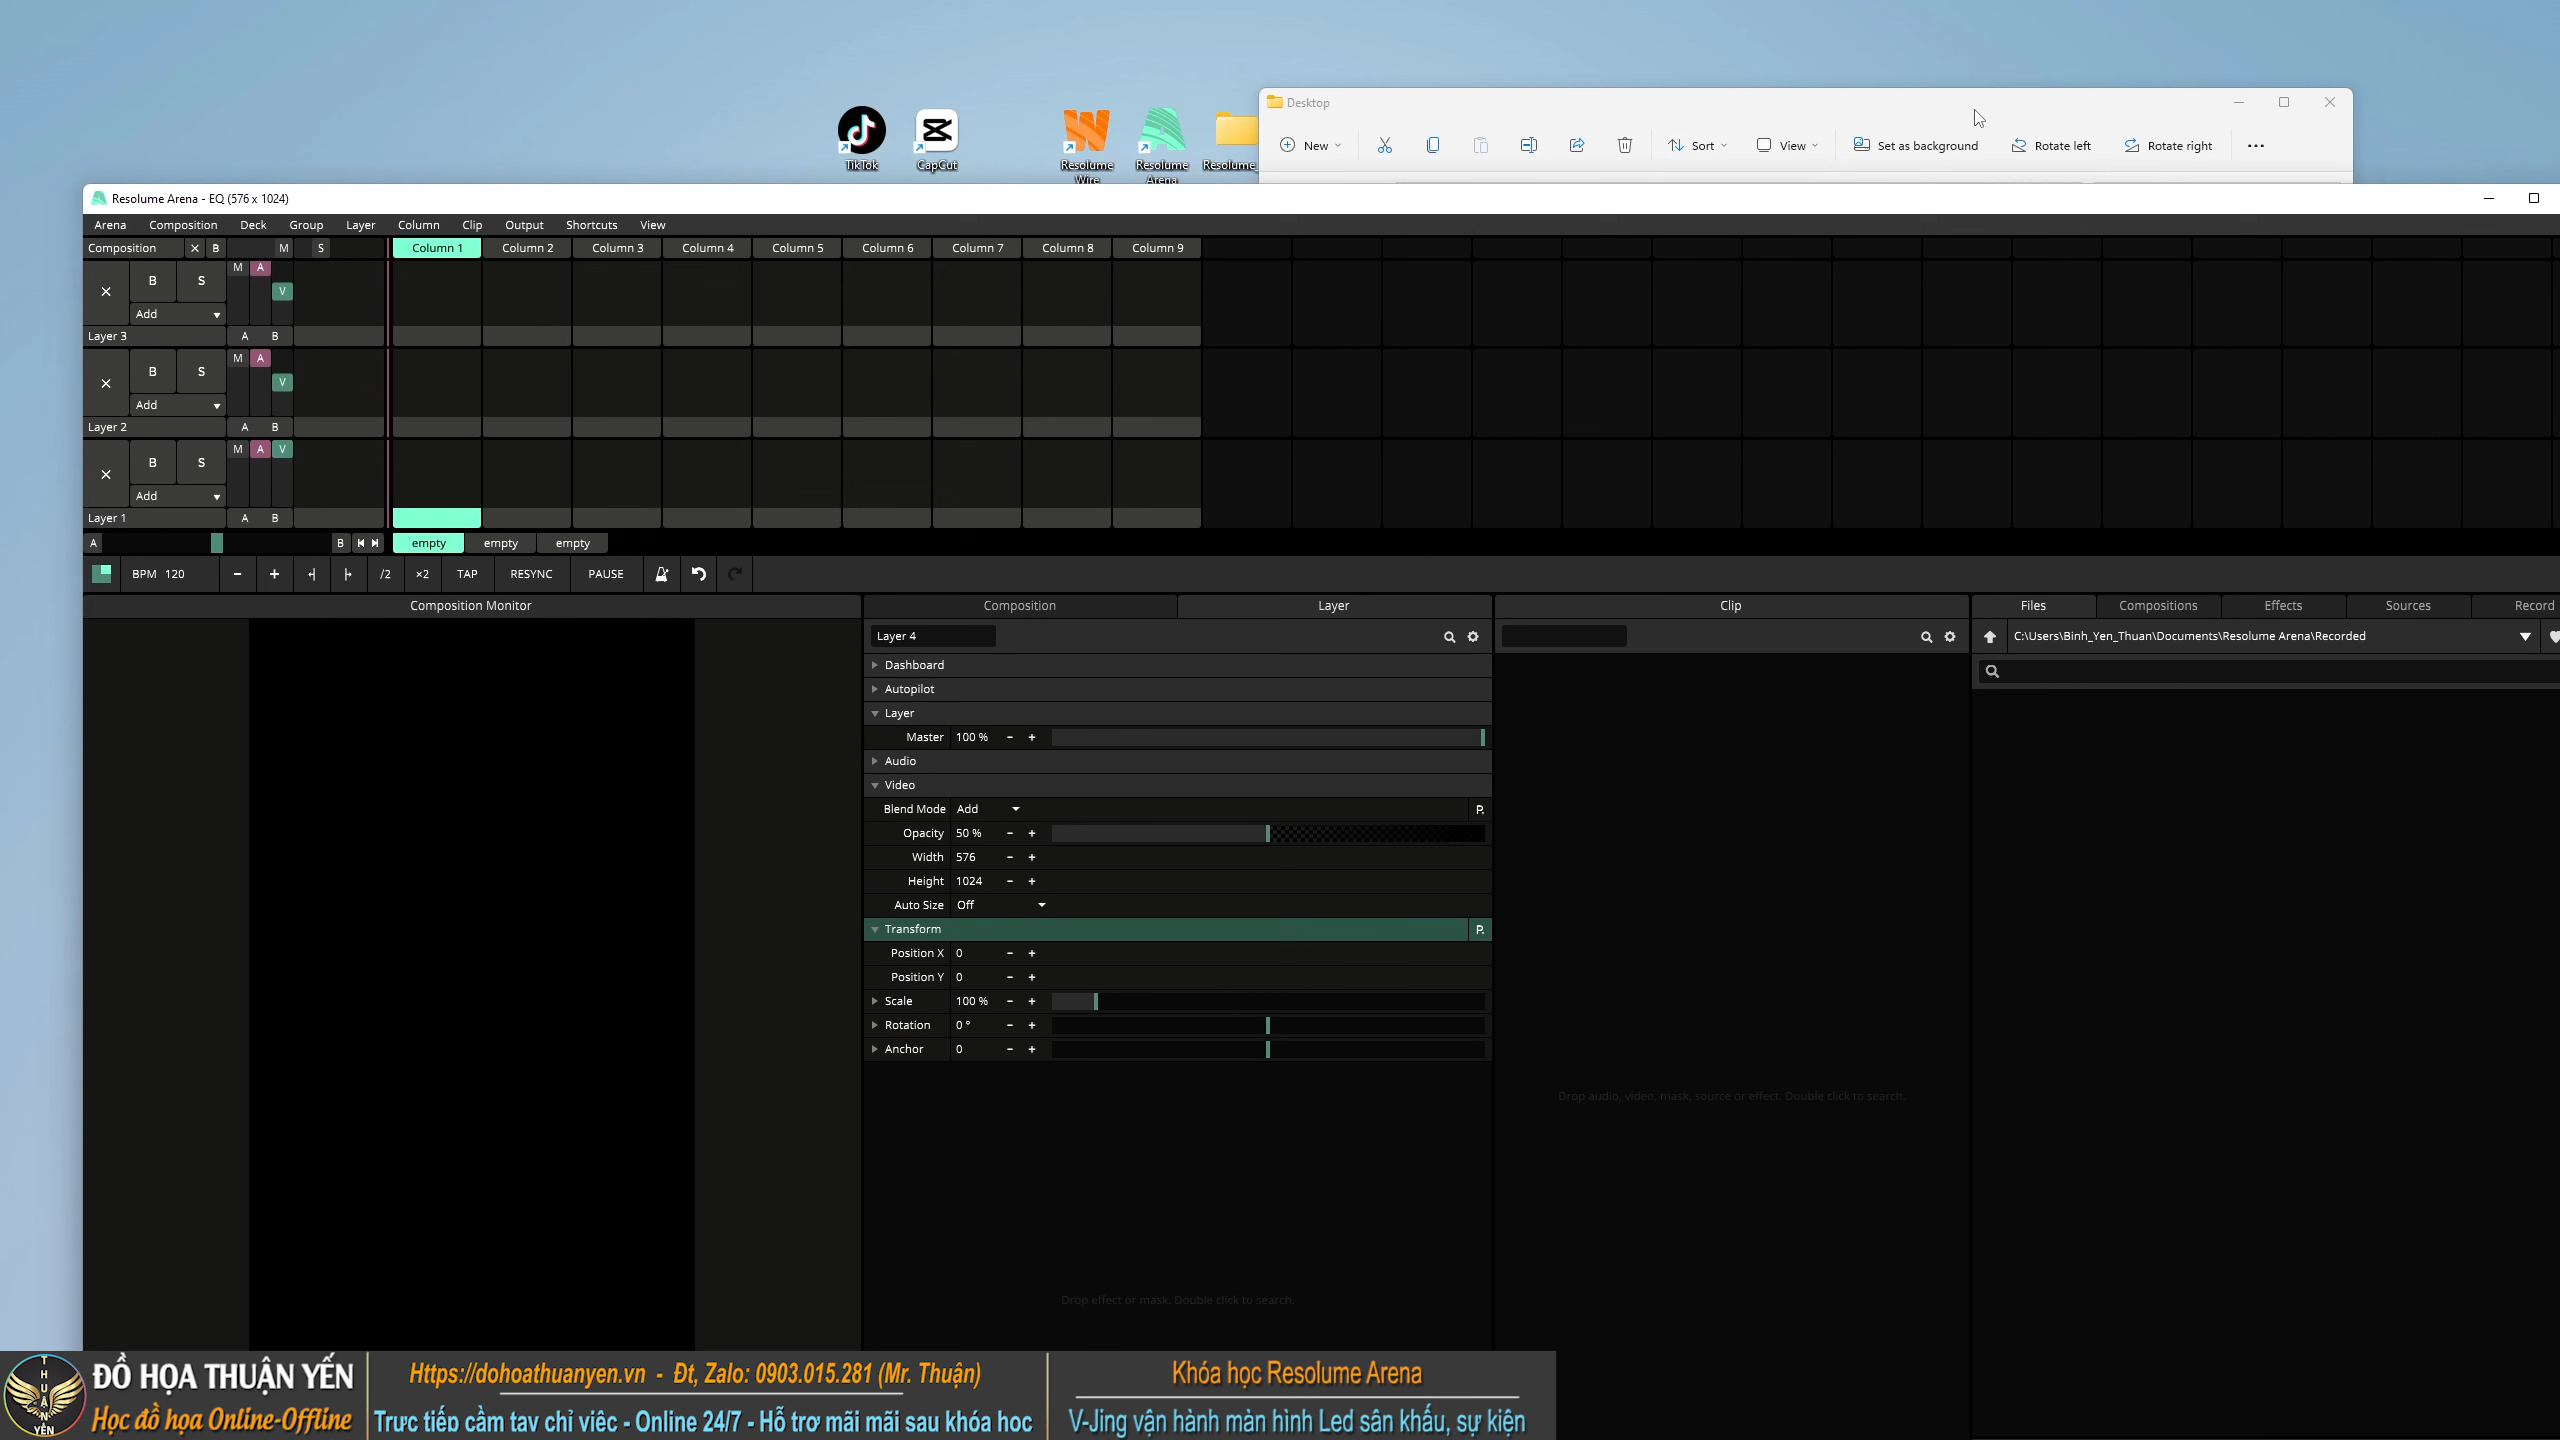 Desktop
New
Sort
View
Set as background
Rotate left
Rotate right
TikTok
CapCut
Resolume Wire
Resolume Arena
Resolume_
Resolume Arena - EQ (576 x 1024)
Arena Composition Deck Group Layer Column Clip Output Shortcuts View
Composition X B M S Column 1 Column 2 Column 3 Column 4 Column 5 Column 6 Column 7 Column 8 Column 9
B S M A V
Add
Layer 3 A B
B S M A V
Add
Layer 2 A B
B S M A V
Add
Layer 1 A B
A B empty empty empty
BPM 120 - + /2 ×2 TAP RESYNC PAUSE
Composition Monitor
Composition Layer
Clip
Files Compositions Effects Sources Record
Layer 4
C:\Users\Binh_Yen_Thuan\Documents\Resolume Arena\Recorded
Dashboard
Autopilot
Layer
Master 100 % - +
Audio
Video
Blend Mode Add P.
Opacity 50 % - +
Width 576 - +
Height 1024 - +
Auto Size Off
Transform P.
Position X 0 - +
Position Y 0 - +
Scale 100 % - +
Rotation 0 ° - +
Anchor 0 - +
Drop audio, video, mask, source or effect. Double click to search.
Drop effect or mask. Double click to search.
THUẬN
YẾN
ĐỒ HỌA THUẬN YẾN
Học đồ họa Online-Offline
Https://dohoathuanyen.vn - Đt, Zalo: 0903.015.281 (Mr. Thuận)
Trực tiếp cầm tay chỉ việc - Online 24/7 - Hỗ trợ mãi mãi sau khóa học
Khóa học Resolume Arena
V-Jing vận hành màn hình Led sân khấu, sự kiện